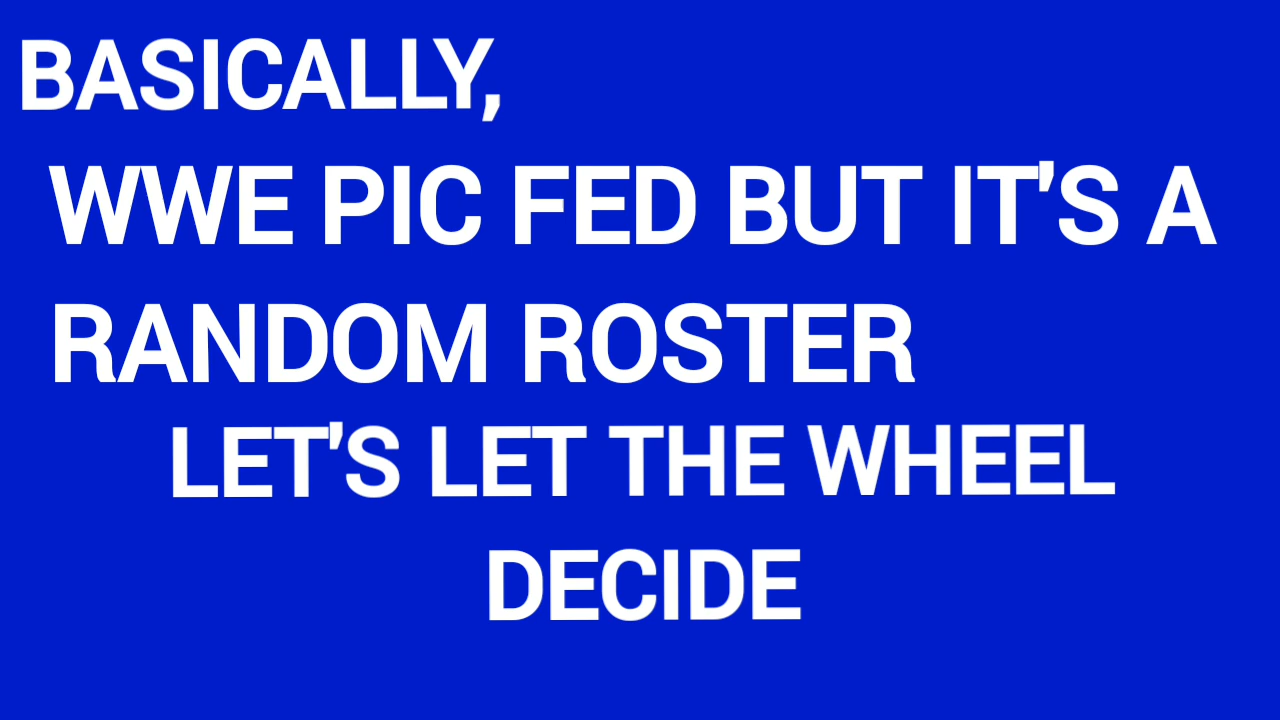 BASICALLY,
WWE PIC FED BUT IT'S A
RANDOM ROSTER
LET'S LET THE WHEEL
DECIDE